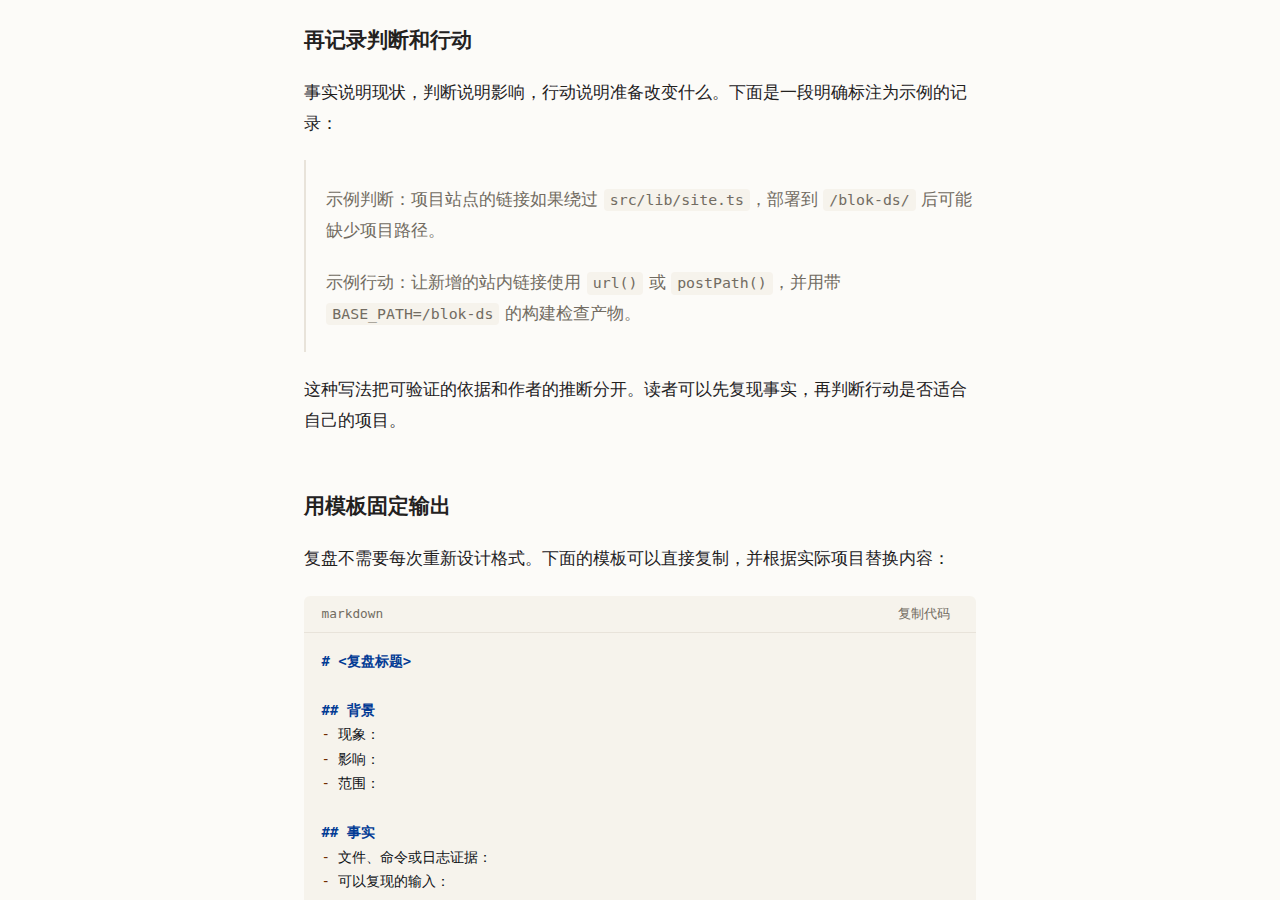 再记录判断和行动
事实说明现状，判断说明影响，行动说明准备改变什么。下面是一段明确标注为示例的记
录：
示例判断：项目站点的链接如果绕过 src/lib/site.ts，部署到 /blok-ds/ 后可能
缺少项目路径。
示例行动：让新增的站内链接使用 url() 或 postPath()，并用带
BASE_PATH=/blok-ds 的构建检查产物。
这种写法把可验证的依据和作者的推断分开。读者可以先复现事实，再判断行动是否适合
自己的项目。
用模板固定输出
复盘不需要每次重新设计格式。下面的模板可以直接复制，并根据实际项目替换内容：
markdown 复制代码
# <复盘标题>
## 背景
- 现象：
- 影响：
- 范围：
## 事实
- 文件、命令或日志证据：
- 可以复现的输入：